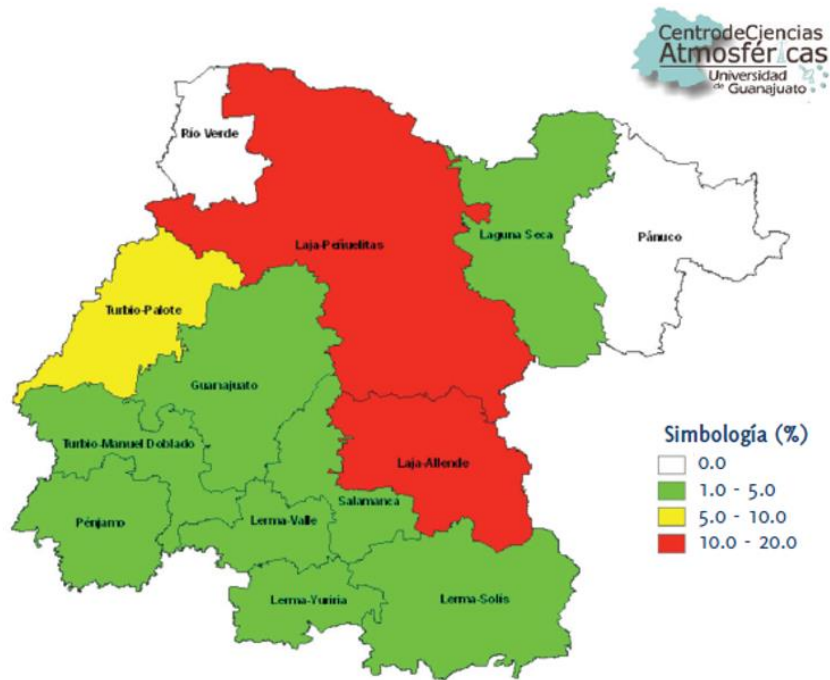 CentrodeCiencias
Atmosféricas
Universidad
de Guanajuato
Río Verde
Laja-Peñuelitas
Laguna Seca
Pánuco
Turbio-Palote
Guanajuato
Turbio-Manuel Doblado
Laja-Allende
Salamanca
Pénjamo
Lerma-Valle
Lerma-Yuriria
Lerma-Solís
Simbología (%)
0.0
1.0 - 5.0
5.0 - 10.0
10.0 - 20.0